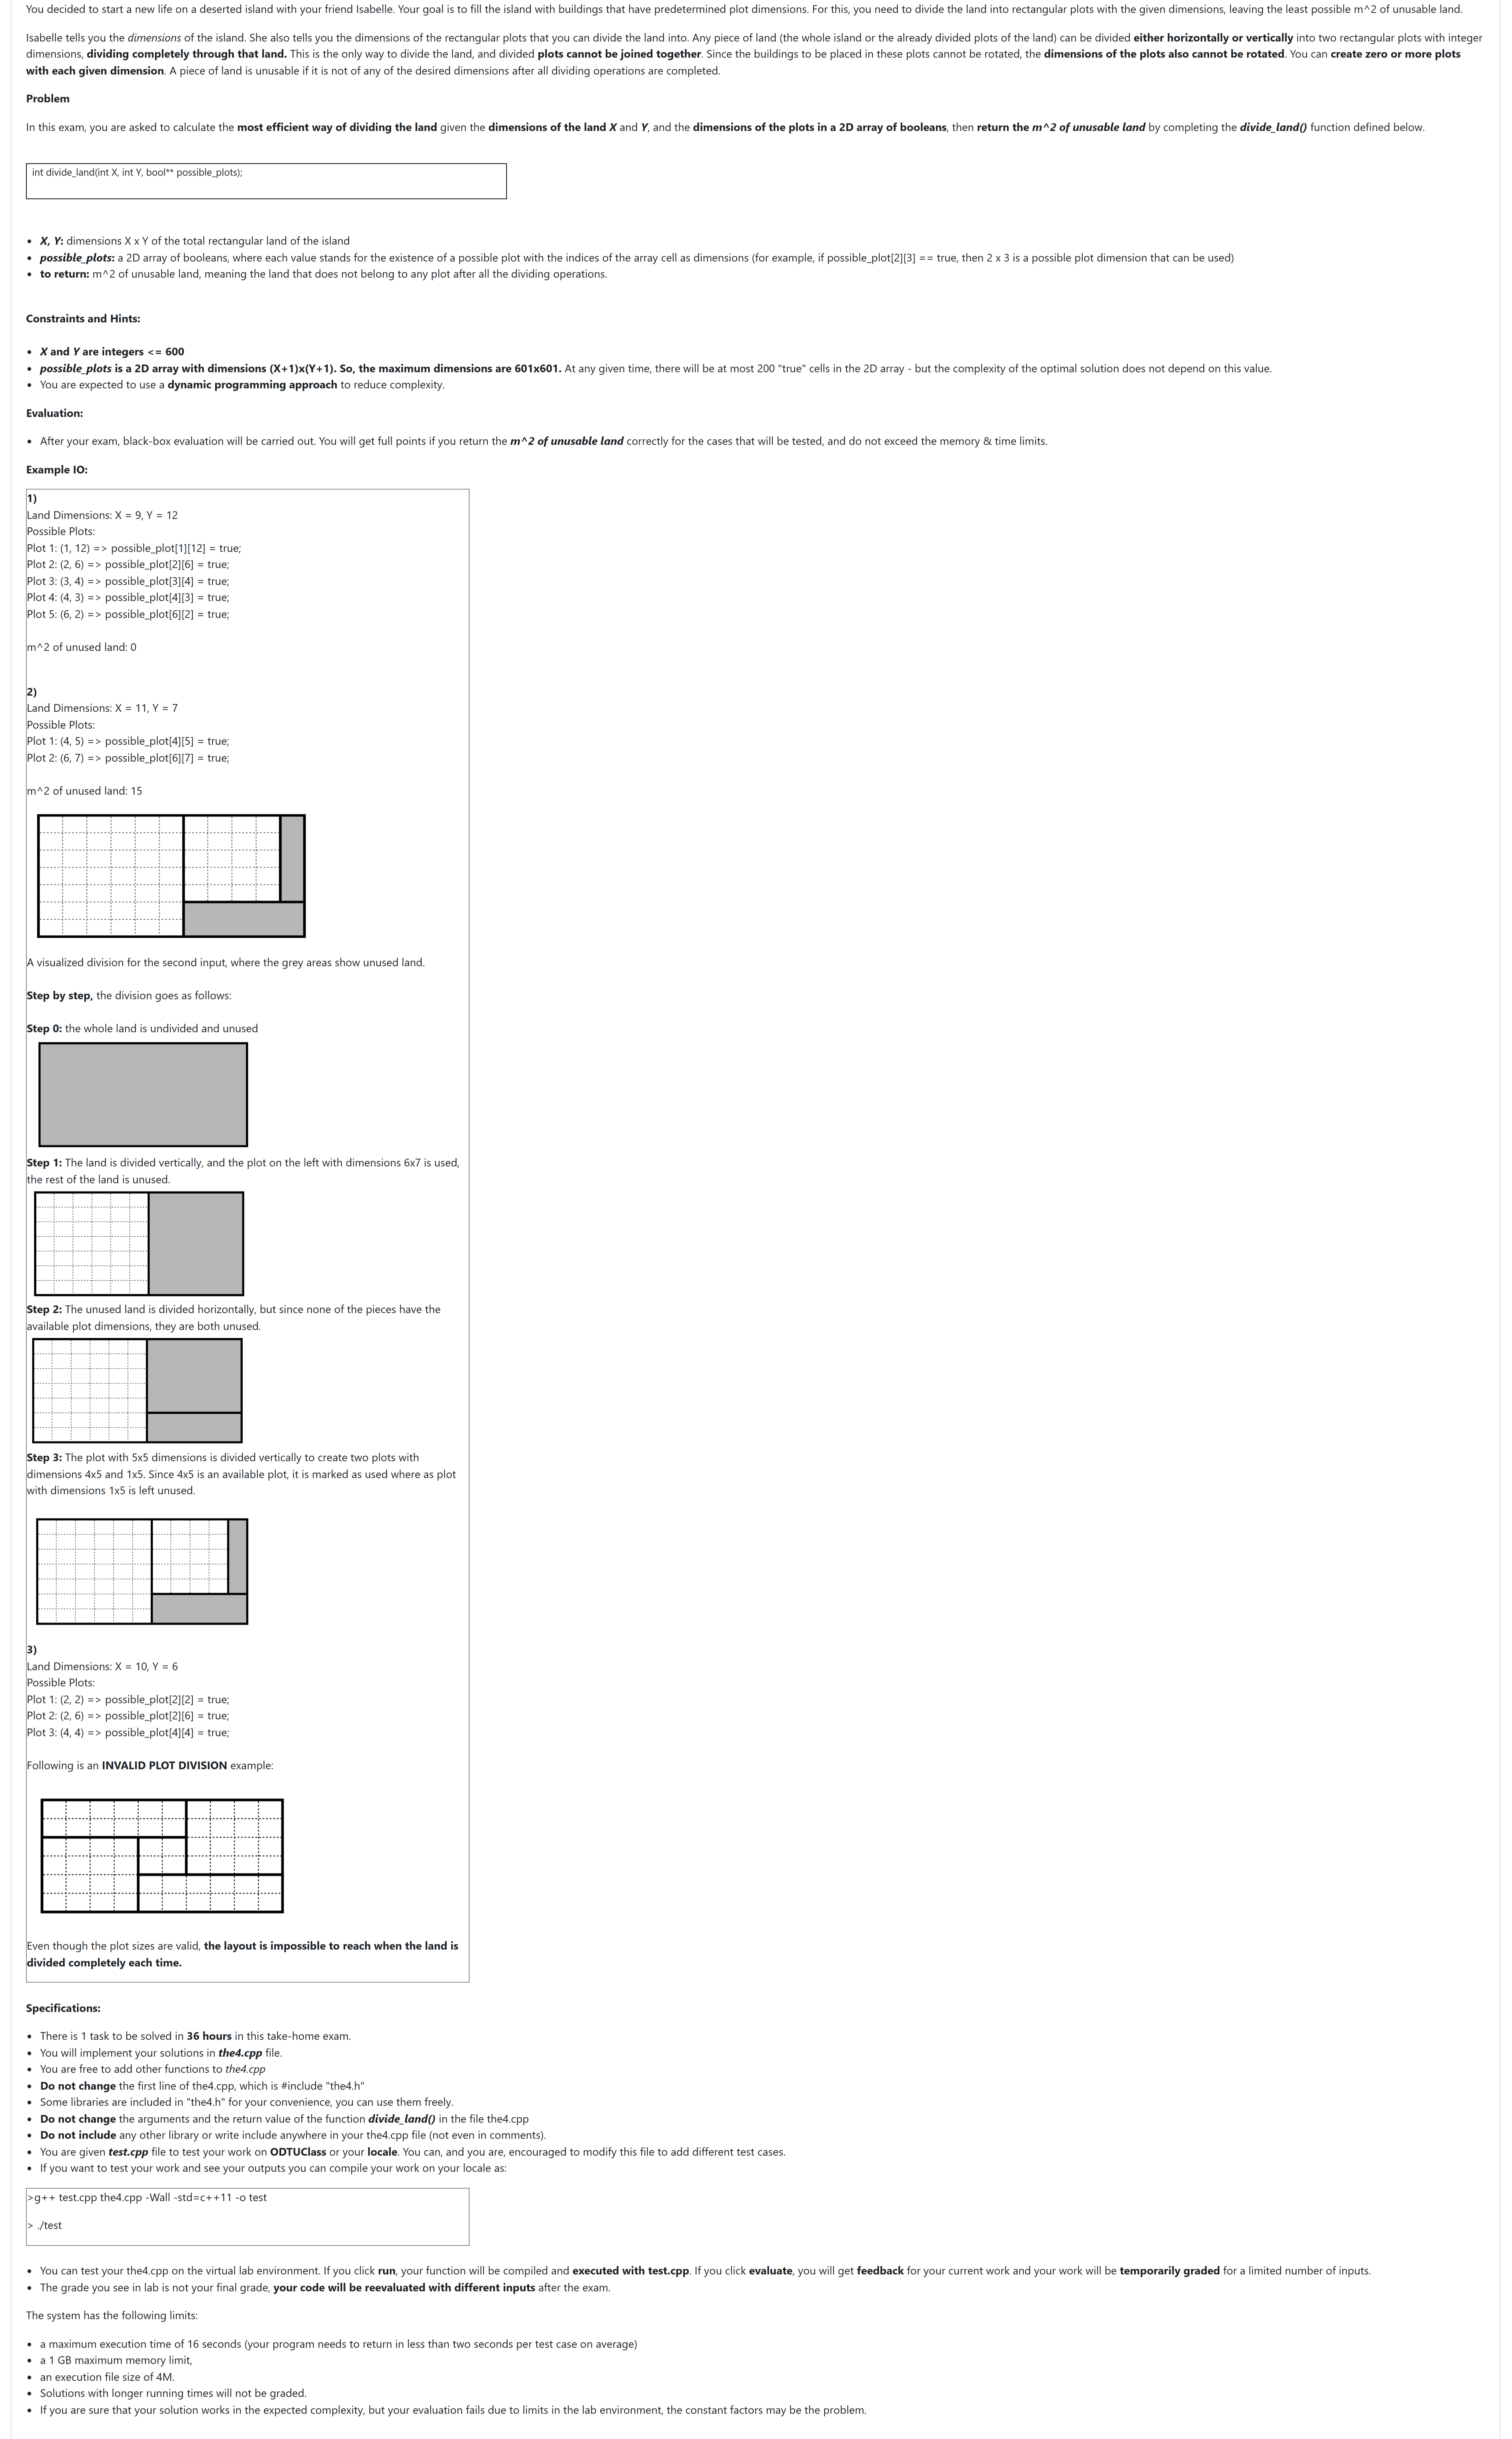 You decided to start a new life on a deserted island with your friend Isabelle. Your goal is to fill the island with buildings that have predetermined plot dimensions. For this, you need to divide the land into rectangular plots with the given dimensions, leaving the least possible m^2 of unusable land.
Isabelle tells you the dimensions of the island. She also tells you the dimensions of the rectangular plots that you can divide the land into. Any piece of land (the whole island or the already divided plots of the land) can be divided either horizontally or vertically into two rectangular plots with integer
dimensions, dividing completely through that land. This is the only way to divide the land, and divided plots cannot be joined together. Since the buildings to be placed in these plots cannot be rotated, the dimensions of the plots also cannot be rotated. You can create zero or more plots
with each given dimension. A piece of land is unusable if it is not of any of the desired dimensions after all dividing operations are completed.
Problem
In this exam, you are asked to calculate the most efficient way of dividing the land given the dimensions of the land X and Y, and the dimensions of the plots in a 2D array of booleans, then return the m^2 of unusable land by completing the divide_land() function defined below.
int divide_land(int X, int Y, bool** possible_plots);
• X, Y: dimensions X x Y of the total rectangular land of the island
• possible_plots: a 2D array of booleans, where each value stands for the existence of a possible plot with the indices of the array cell as dimensions (for example, if possible_plot[2][3] == true, then 2 x 3 is a possible plot dimension that can be used)
• to return: m^2 of unusable land, meaning the land that does not belong to any plot after all the dividing operations.
Constraints and Hints:
• X and Y are integers <= 600
• possible_plots is a 2D array with dimensions (X+1)x(Y+1). So, the maximum dimensions are 601x601. At any given time, there will be at most 200 "true" cells in the 2D array - but the complexity of the optimal solution does not depend on this value.
• You are expected to use a dynamic programming approach to reduce complexity.
Evaluation:
• After your exam, black-box evaluation will be carried out. You will get full points if you return the m^2 of unusable land correctly for the cases that will be tested, and do not exceed the memory & time limits.
Example IO:
1)
Land Dimensions: X = 9, Y = 12
Possible Plots:
Plot 1: (1, 12) => possible_plot[1][12] = true;
Plot 2: (2, 6) => possible_plot[2][6] = true;
Plot 3: (3, 4) => possible_plot[3][4] = true;
Plot 4: (4, 3) => possible_plot[4][3] = true;
Plot 5: (6, 2) => possible_plot[6][2] = true;
m^2 of unused land: 0
2)
Land Dimensions: X = 11, Y = 7
Possible Plots:
Plot 1: (4, 5) => possible_plot[4][5] = true;
Plot 2: (6, 7) => possible_plot[6][7] = true;
m^2 of unused land: 15
A visualized division for the second input, where the grey areas show unused land.
Step by step, the division goes as follows:
Step 0: the whole land is undivided and unused
Step 1: The land is divided vertically, and the plot on the left with dimensions 6x7 is used,
the rest of the land is unused.
Step 2: The unused land is divided horizontally, but since none of the pieces have the
available plot dimensions, they are both unused.
Step 3: The plot with 5x5 dimensions is divided vertically to create two plots with
dimensions 4x5 and 1x5. Since 4x5 is an available plot, it is marked as used where as plot
with dimensions 1x5 is left unused.
3)
Land Dimensions: X = 10, Y = 6
Possible Plots:
Plot 1: (2, 2) => possible_plot[2][2] = true;
Plot 2: (2, 6) => possible_plot[2][6] = true;
Plot 3: (4, 4) => possible_plot[4][4] = true;
Following is an INVALID PLOT DIVISION example:
Even though the plot sizes are valid, the layout is impossible to reach when the land is
divided completely each time.
Specifications:
• There is 1 task to be solved in 36 hours in this take-home exam.
• You will implement your solutions in the4.cpp file.
• You are free to add other functions to the4.cpp
• Do not change the first line of the4.cpp, which is #include "the4.h"
• Some libraries are included in "the4.h" for your convenience, you can use them freely.
• Do not change the arguments and the return value of the function divide_land() in the file the4.cpp
• Do not include any other library or write include anywhere in your the4.cpp file (not even in comments).
• You are given test.cpp file to test your work on ODTUClass or your locale. You can, and you are, encouraged to modify this file to add different test cases.
• If you want to test your work and see your outputs you can compile your work on your locale as:
>g++ test.cpp the4.cpp -Wall -std=c++11 -o test
> ./test
• You can test your the4.cpp on the virtual lab environment. If you click run, your function will be compiled and executed with test.cpp. If you click evaluate, you will get feedback for your current work and your work will be temporarily graded for a limited number of inputs.
• The grade you see in lab is not your final grade, your code will be reevaluated with different inputs after the exam.
The system has the following limits:
• a maximum execution time of 16 seconds (your program needs to return in less than two seconds per test case on average)
• a 1 GB maximum memory limit,
• an execution file size of 4M.
• Solutions with longer running times will not be graded.
• If you are sure that your solution works in the expected complexity, but your evaluation fails due to limits in the lab environment, the constant factors may be the problem.